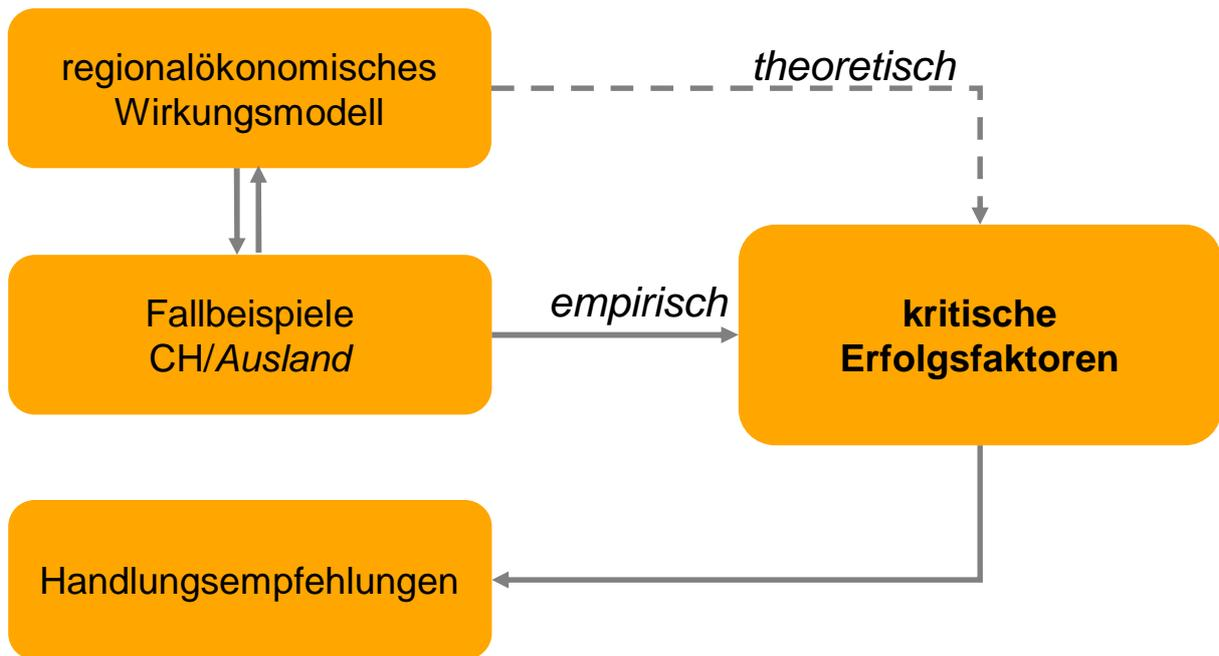 regionalökonomisches
Wirkungsmodell
theoretisch
Fallbeispiele
CH/Ausland
empirisch
kritische
Erfolgsfaktoren
Handlungsempfehlungen